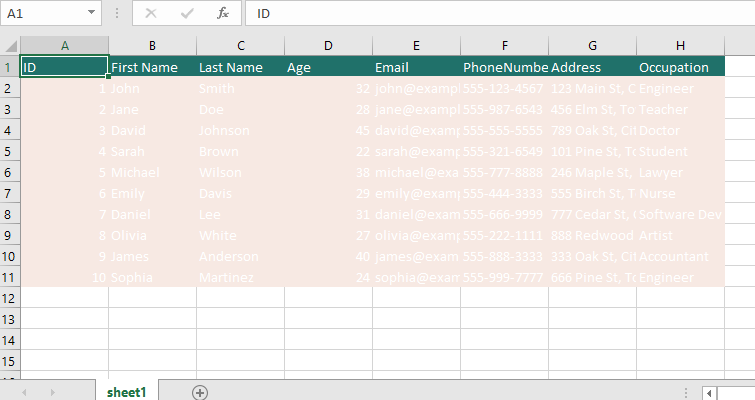 A1 fx ID
A B C D E F G H
1 ID First Name Last Name Age Email PhoneNumbe Address Occupation
2 1 John Smith 32 john@exampl 555-123-4567 123 Main St, C Engineer
3 2 Jane Doe 28 jane@exampl 555-987-6543 456 Elm St, To Teacher
4 3 David Johnson 45 david@exam 555-555-5555 789 Oak St, Cit Doctor
5 4 Sarah Brown 22 sarah@exam 555-321-6549 101 Pine St, To Student
6 5 Michael Wilson 38 michael@exa 555-777-8888 246 Maple St, Lawyer
7 6 Emily Davis 29 emily@exam 555-444-3333 555 Birch St, T Nurse
8 7 Daniel Lee 31 daniel@exam 555-666-9999 777 Cedar St, Software Dev
9 8 Olivia White 27 olivia@exam 555-222-1111 888 Redwood Artist
10 9 James Anderson 40 james@exam 555-888-3333 333 Oak St, Cit Accountant
11 10 Sophia Martinez 24 sophia@exam 555-999-7777 666 Pine St, To Engineer
12
13
14
15
sheet1